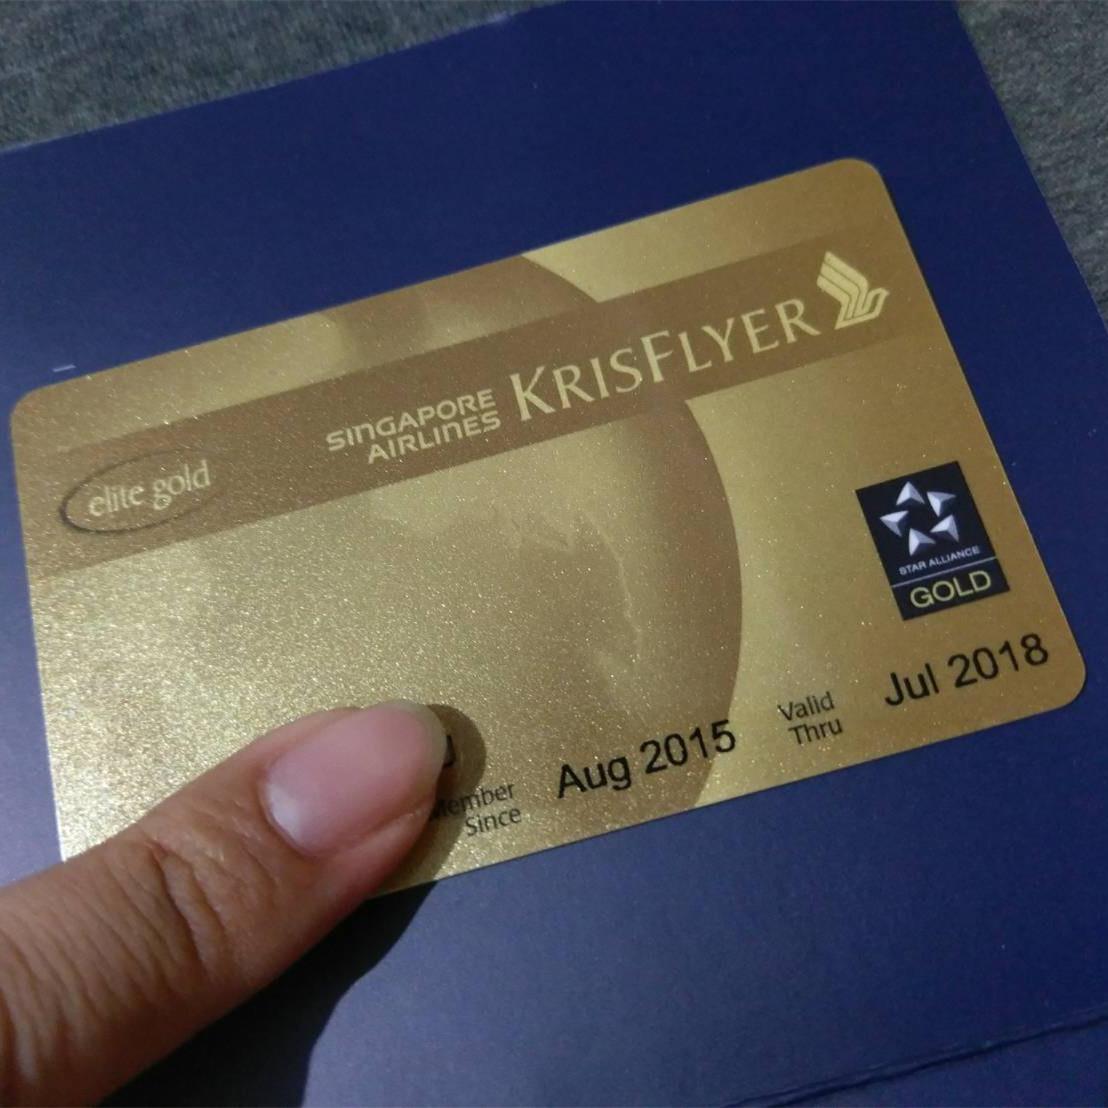 SINGAPORE
AIRLINES
KRISFLYER
elite gold
STAR ALLIANCE
GOLD
Member
Since
Aug 2015
Valid
Thru
Jul 2018